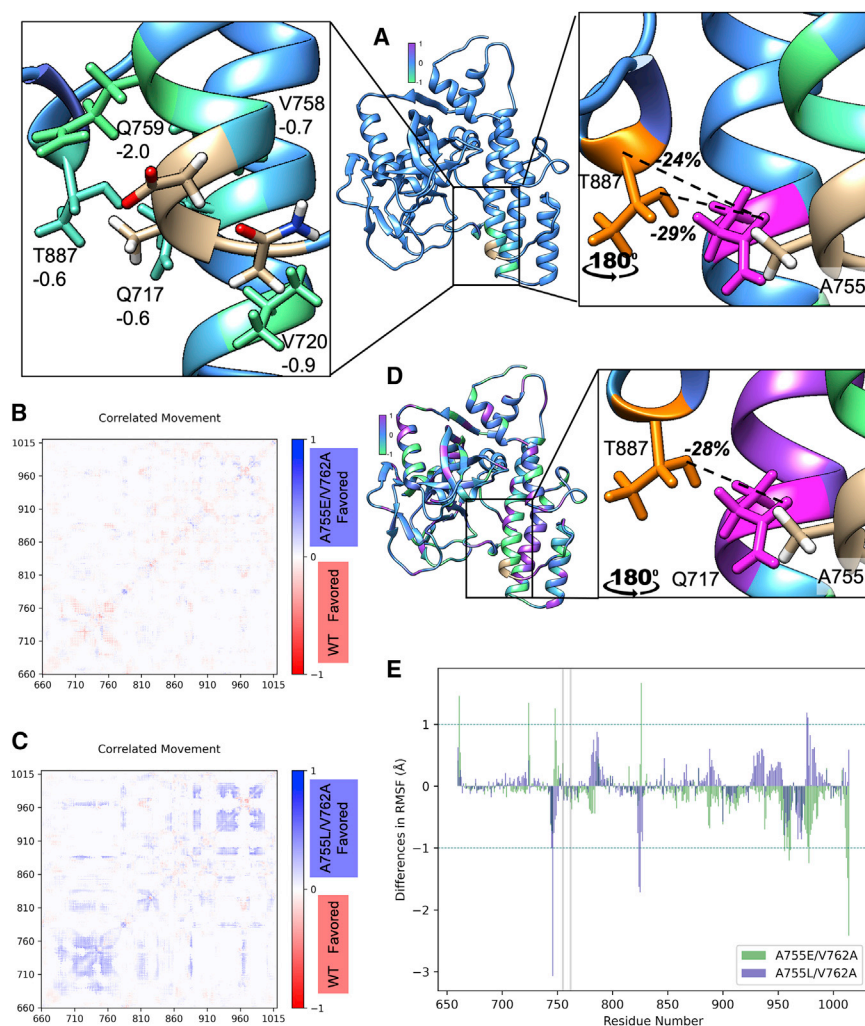 A
1
-1
Q759
-2.0
V758
-0.7
T887
-0.6
Q717
-0.6
V720
-0.9
-24%
T887
-29%
180°
A755
B
Correlated Movement
1015
960
910
860
810
760
710
660
660 710 760 810 860 910 960 1015
1
0
-1
A755E/V762A
Favored
WT Favored
D
1
-1
T887
-28%
180°
Q717
A755
C
Correlated Movement
1015
960
910
860
810
760
710
660
660 710 760 810 860 910 960 1015
1
0
-1
A755L/V762A
Favored
WT Favored
E
Differences in RMSF (Å)
1
0
−1
−2
−3
650 700 750 800 850 900 950 1000
Residue Number
A755E/V762A
A755L/V762A